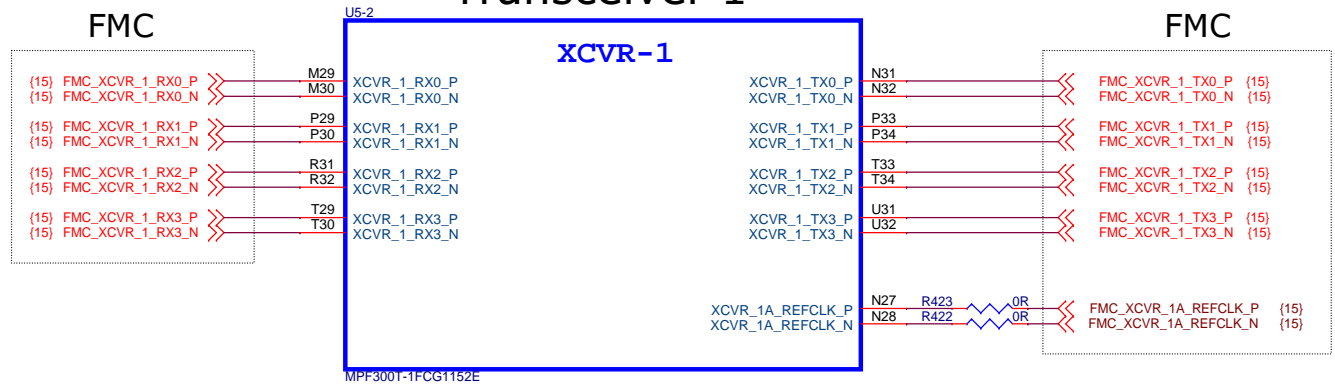 Transceiver 1
FMC
FMC
U5-2
XCVR-1
{15} FMC_XCVR_1_RX0_P M29 XCVR_1_RX0_P XCVR_1_TX0_P N31 FMC_XCVR_1_TX0_P {15}
{15} FMC_XCVR_1_RX0_N M30 XCVR_1_RX0_N XCVR_1_TX0_N N32 FMC_XCVR_1_TX0_N {15}
{15} FMC_XCVR_1_RX1_P P29 XCVR_1_RX1_P XCVR_1_TX1_P P33 FMC_XCVR_1_TX1_P {15}
{15} FMC_XCVR_1_RX1_N P30 XCVR_1_RX1_N XCVR_1_TX1_N P34 FMC_XCVR_1_TX1_N {15}
{15} FMC_XCVR_1_RX2_P R31 XCVR_1_RX2_P XCVR_1_TX2_P T33 FMC_XCVR_1_TX2_P {15}
{15} FMC_XCVR_1_RX2_N R32 XCVR_1_RX2_N XCVR_1_TX2_N T34 FMC_XCVR_1_TX2_N {15}
{15} FMC_XCVR_1_RX3_P T29 XCVR_1_RX3_P XCVR_1_TX3_P U31 FMC_XCVR_1_TX3_P {15}
{15} FMC_XCVR_1_RX3_N T30 XCVR_1_RX3_N XCVR_1_TX3_N U32 FMC_XCVR_1_TX3_N {15}
XCVR_1A_REFCLK_P N27 R423 0R FMC_XCVR_1A_REFCLK_P {15}
XCVR_1A_REFCLK_N N28 R422 0R FMC_XCVR_1A_REFCLK_N {15}
MPF300T-1FCG1152E